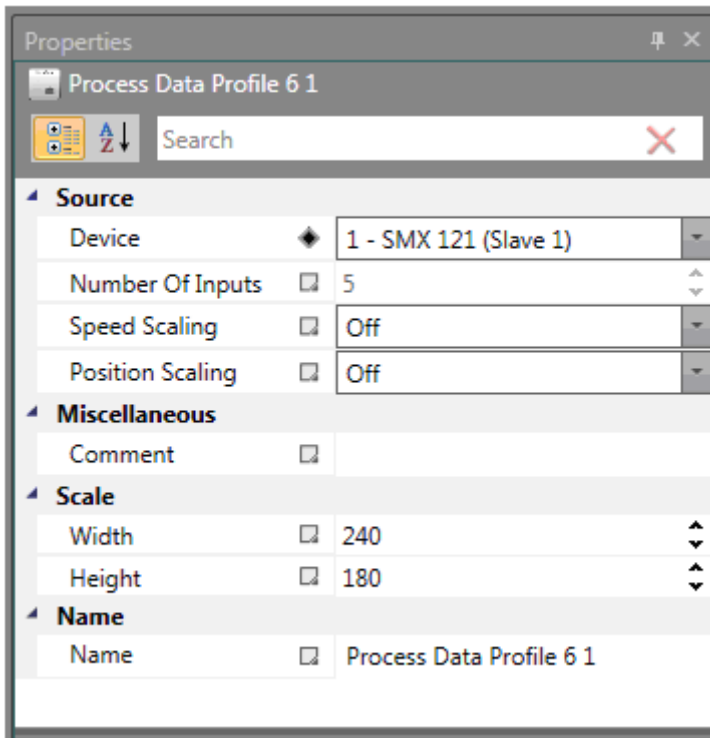 Properties
Process Data Profile 6 1
A Z Search
Source
Device 1 - SMX 121 (Slave 1)
Number Of Inputs 5
Speed Scaling Off
Position Scaling Off
Miscellaneous
Comment
Scale
Width 240
Height 180
Name
Name Process Data Profile 6 1